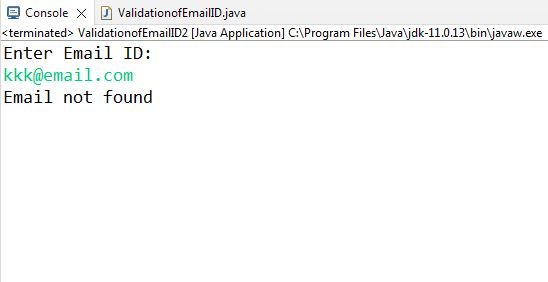 Console ValidationofEmailID.java
<terminated> ValidationofEmailID2 [Java Application] C:\Program Files\Java\jdk-11.0.13\bin\javaw.exe
Enter Email ID:
kkk@email.com
Email not found